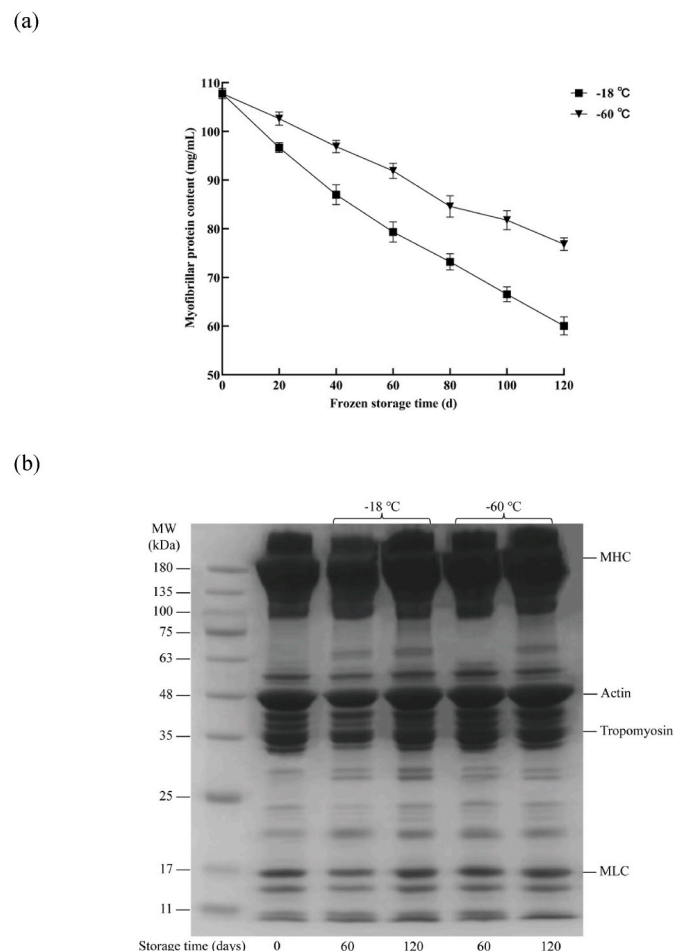 (a)
110
100
90
80
70
60
50
Myofibrillar protein content (mg/mL)
-18 ℃
-60 ℃
0 20 40 60 80 100 120
Frozen storage time (d)
(b)
-18 ℃ -60 ℃
MW
(kDa)
180
135
100
75
63
48
35
25
17
11
MHC
Actin
Tropomyosin
MLC
Storage time (days) 0 60 120 60 120